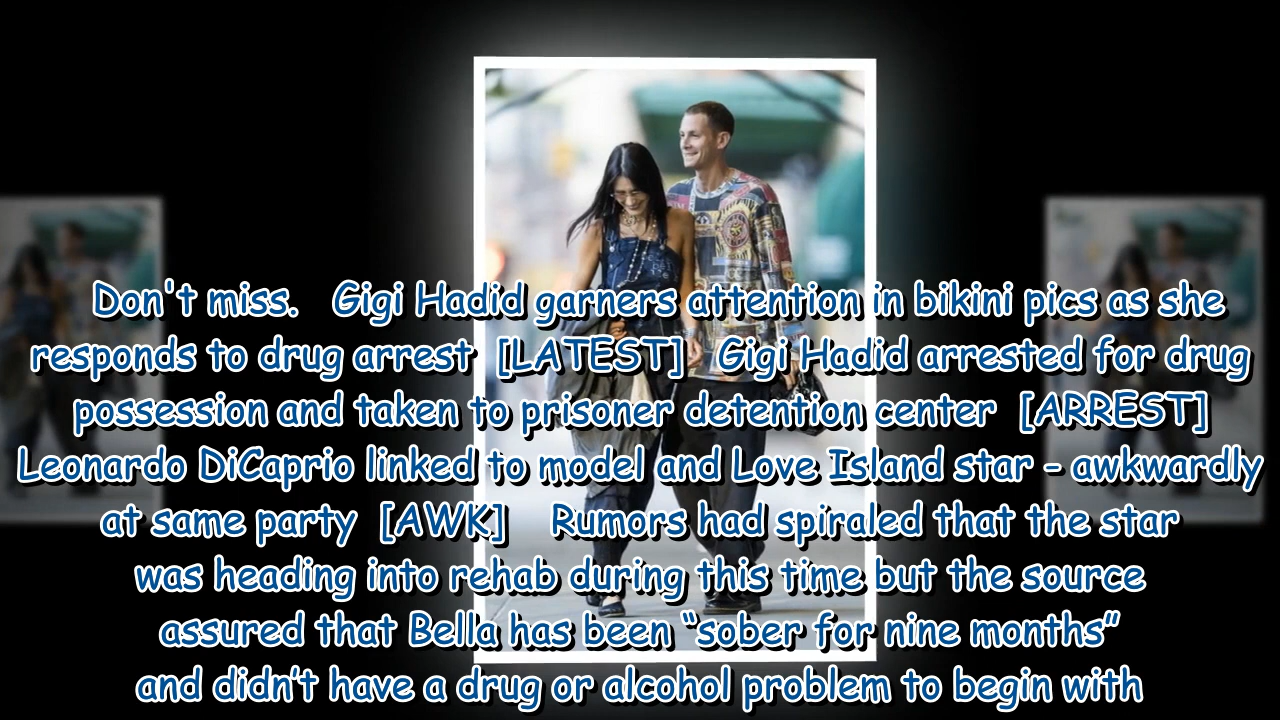 Don't miss. Gigi Hadid garners attention in bikini pics as she
responds to drug arrest [LATEST] Gigi Hadid arrested for drug
possession and taken to prisoner detention center [ARREST]
Leonardo DiCaprio linked to model and Love Island star – awkwardly
at same party [AWK] Rumors had spiraled that the star
was heading into rehab during this time but the source
assured that Bella has been “sober for nine months”
and didn’t have a drug or alcohol problem to begin with